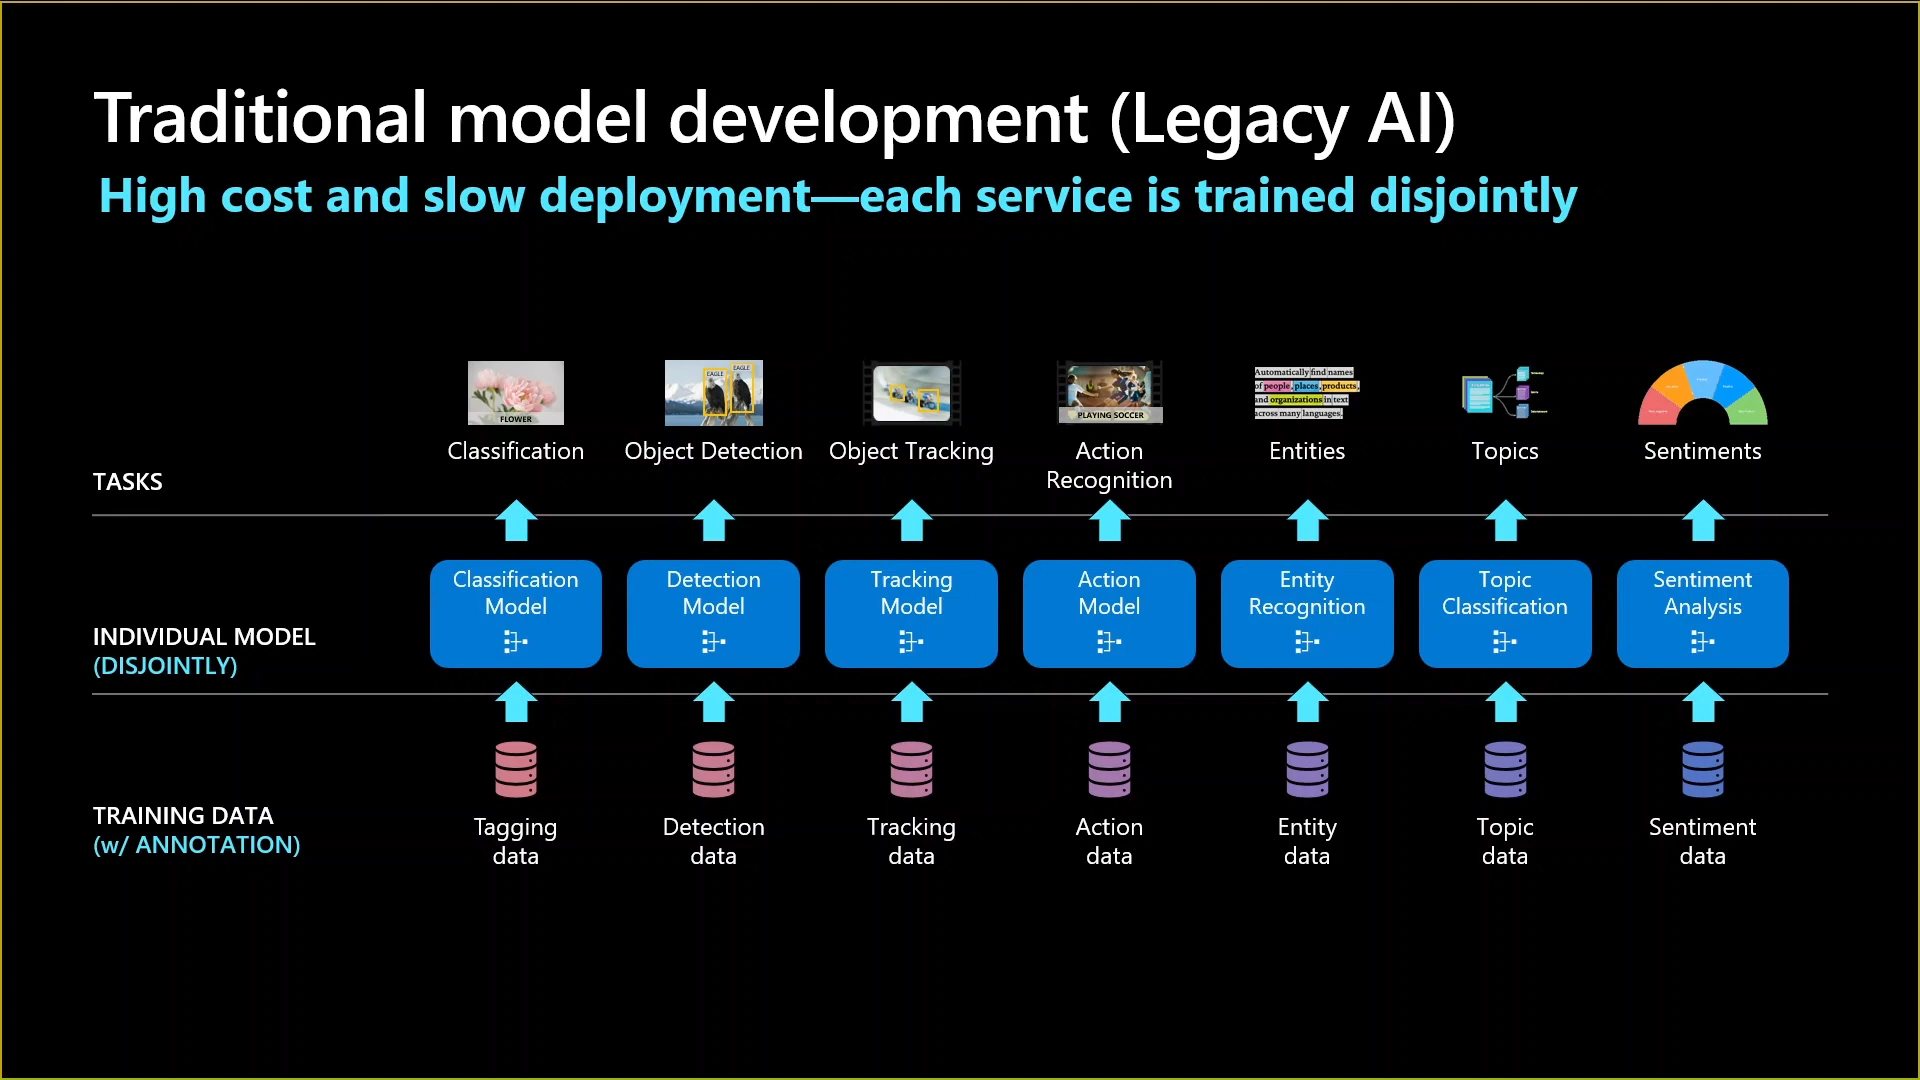 Traditional model development (Legacy AI)
High cost and slow deployment—each service is trained disjointly
FLOWER
EAGLE
EAGLE
PLAYING SOCCER
Automatically find names
of people, places, products,
and organizations in text
across many languages.
Classification
Object Detection
Object Tracking
Action
Recognition
Entities
Topics
Sentiments
TASKS
Classification
Model
Detection
Model
Tracking
Model
Action
Model
Entity
Recognition
Topic
Classification
Sentiment
Analysis
INDIVIDUAL MODEL
(DISJOINTLY)
TRAINING DATA
(w/ ANNOTATION)
Tagging
data
Detection
data
Tracking
data
Action
data
Entity
data
Topic
data
Sentiment
data